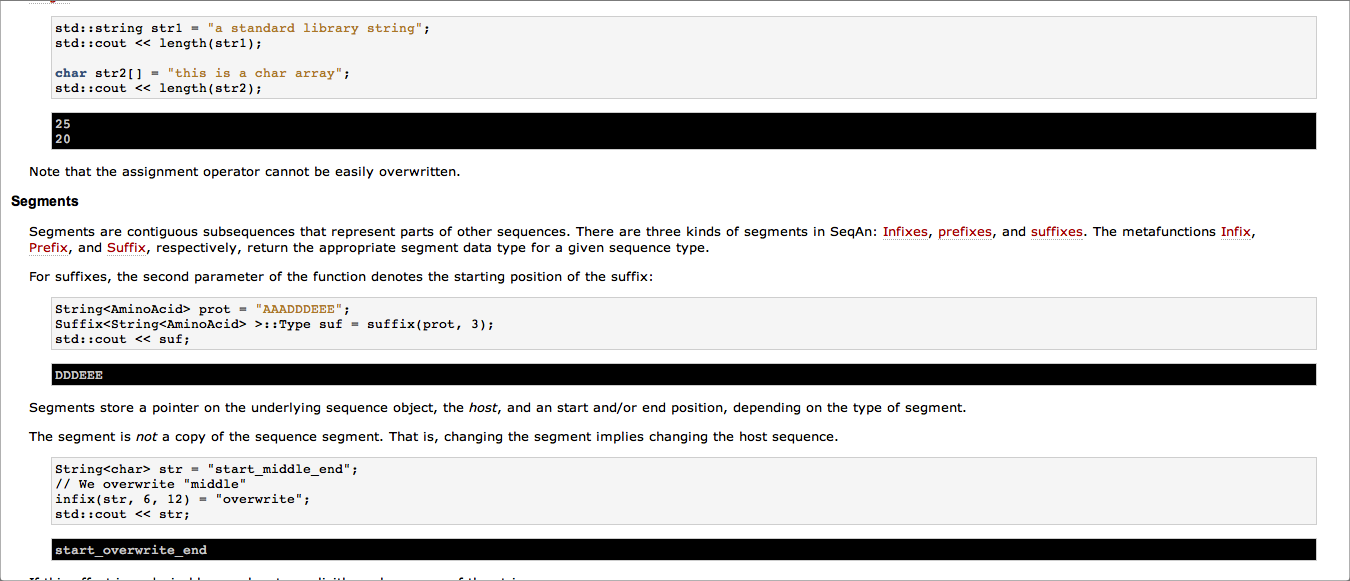 std::string str1 = "a standard library string";
std::cout << length(str1);
char str2[] = "this is a char array";
std::cout << length(str2);
25
20
Note that the assignment operator cannot be easily overwritten.
Segments
Segments are contiguous subsequences that represent parts of other sequences. There are three kinds of segments in SeqAn: Infixes, prefixes, and suffixes. The metafunctions Infix,
Prefix, and Suffix, respectively, return the appropriate segment data type for a given sequence type.
For suffixes, the second parameter of the function denotes the starting position of the suffix:
String<AminoAcid> prot = "AAADDDEEE";
Suffix<String<AminoAcid> >::Type suf = suffix(prot, 3);
std::cout << suf;
DDDEEE
Segments store a pointer on the underlying sequence object, the host, and an start and/or end position, depending on the type of segment.
The segment is not a copy of the sequence segment. That is, changing the segment implies changing the host sequence.
String<char> str = "start_middle_end";
// We overwrite "middle"
infix(str, 6, 12) = "overwrite";
std::cout << str;
start_overwrite_end